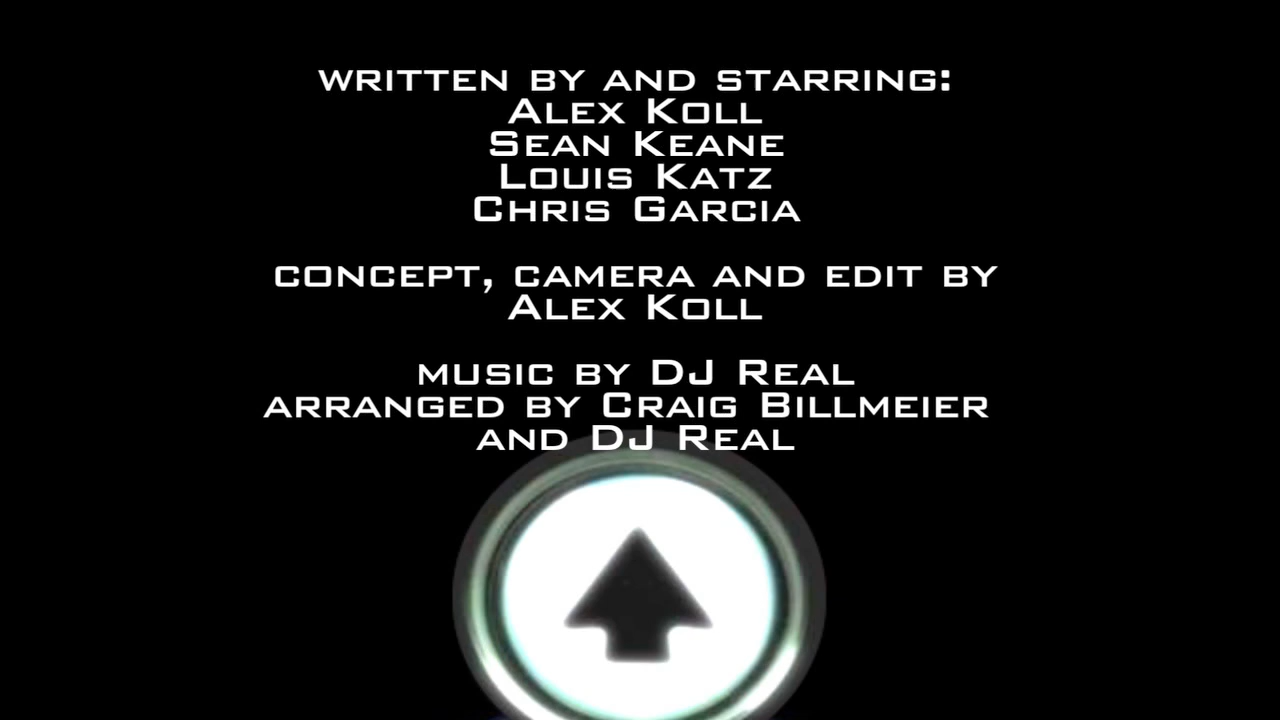 WRITTEN BY AND STARRING:
ALEX KOLL
SEAN KEANE
LOUIS KATZ
CHRIS GARCIA
CONCEPT, CAMERA AND EDIT BY
ALEX KOLL
MUSIC BY DJ REAL
ARRANGED BY CRAIG BILLMEIER
AND DJ REAL